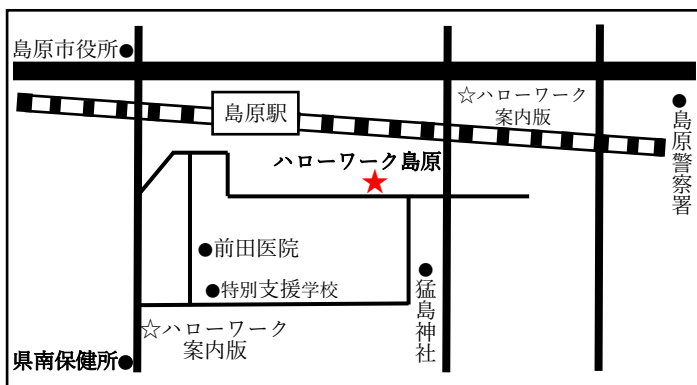 島原市役所●
☆ハローワーク
案内版
島原駅
●島原警察署
ハローワーク島原
●前田医院
●特別支援学校
●猛島神社
☆ハローワーク
案内版
県南保健所●